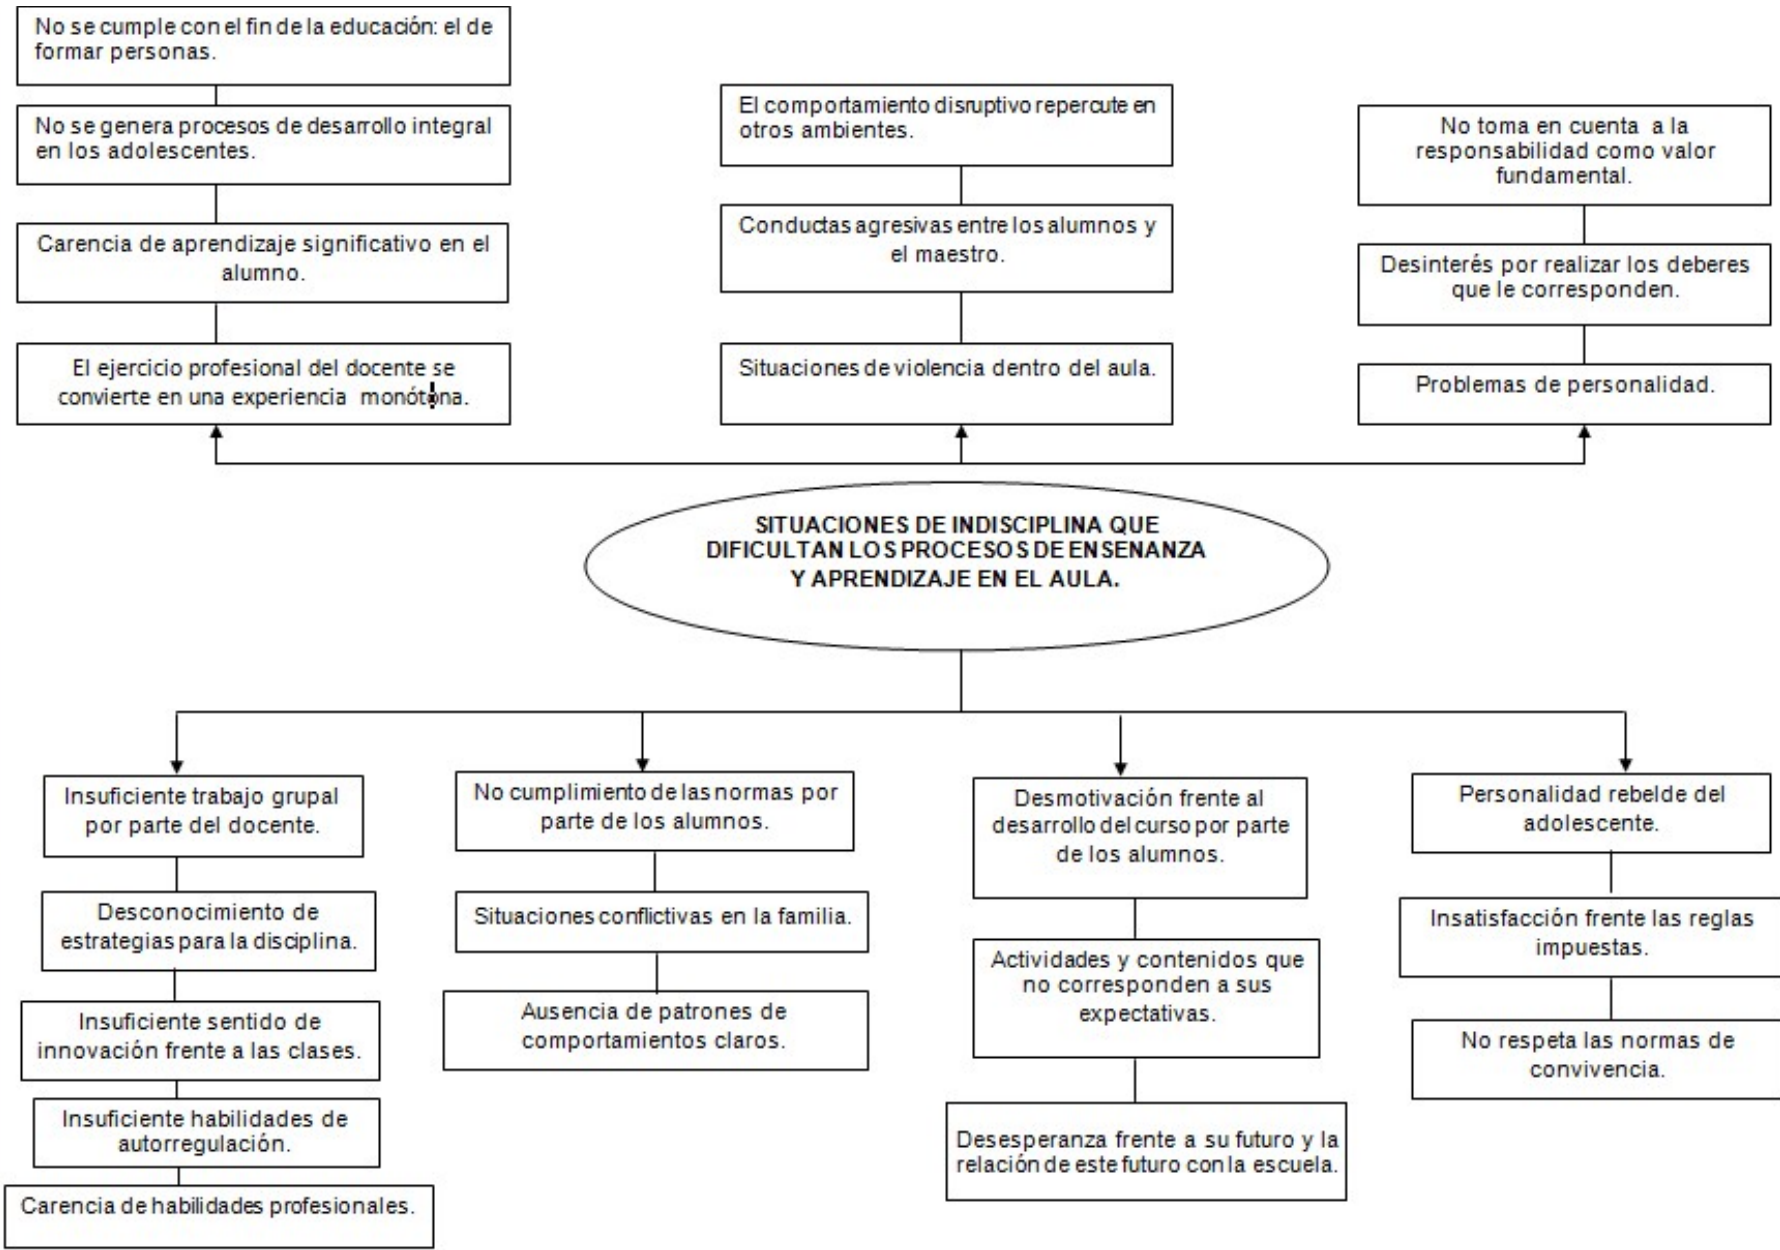 No se cumple con el fin de la educación: el de
formar personas.
No se genera procesos de desarrollo integral
en los adolescentes.
Carencia de aprendizaje significativo en el
alumno.
El ejercicio profesional del docente se
convierte en una experiencia monótona.
El comportamiento disruptivo repercute en
otros ambientes.
Conductas agresivas entre los alumnos y
el maestro.
Situaciones de violencia dentro del aula.
No toma en cuenta a la
responsabilidad como valor
fundamental.
Desinterés por realizar los deberes
que le corresponden.
Problemas de personalidad.
SITUACIONES DE INDISCIPLINA QUE
DIFICULTAN LOS PROCESOS DE ENSENANZA
Y APRENDIZAJE EN EL AULA.
Insuficiente trabajo grupal
por parte del docente.
Desconocimiento de
estrategias para la disciplina.
Insuficiente sentido de
innovación frente a las clases.
Insuficiente habilidades de
autorregulación.
Carencia de habilidades profesionales.
No cumplimiento de las normas por
parte de los alumnos.
Situaciones conflictivas en la familia.
Ausencia de patrones de
comportamientos claros.
Desmotivación frente al
desarrollo del curso por parte
de los alumnos.
Actividades y contenidos que
no corresponden a sus
expectativas.
Desesperanza frente a su futuro y la
relación de este futuro con la escuela.
Personalidad rebelde del
adolescente.
Insatisfacción frente las reglas
impuestas.
No respeta las normas de
convivencia.